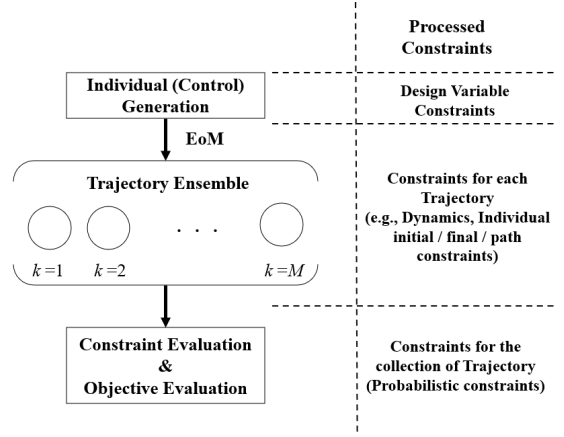 Processed
Constraints
Individual (Control)
Generation
Design Variable
Constraints
EoM
Trajectory Ensemble
. . .
k =1
k =2
k =M
Constraints for each
Trajectory
(e.g., Dynamics, Individual
initial / final / path
constraints)
Constraint Evaluation
&
Objective Evaluation
Constraints for the
collection of Trajectory
(Probabilistic constraints)